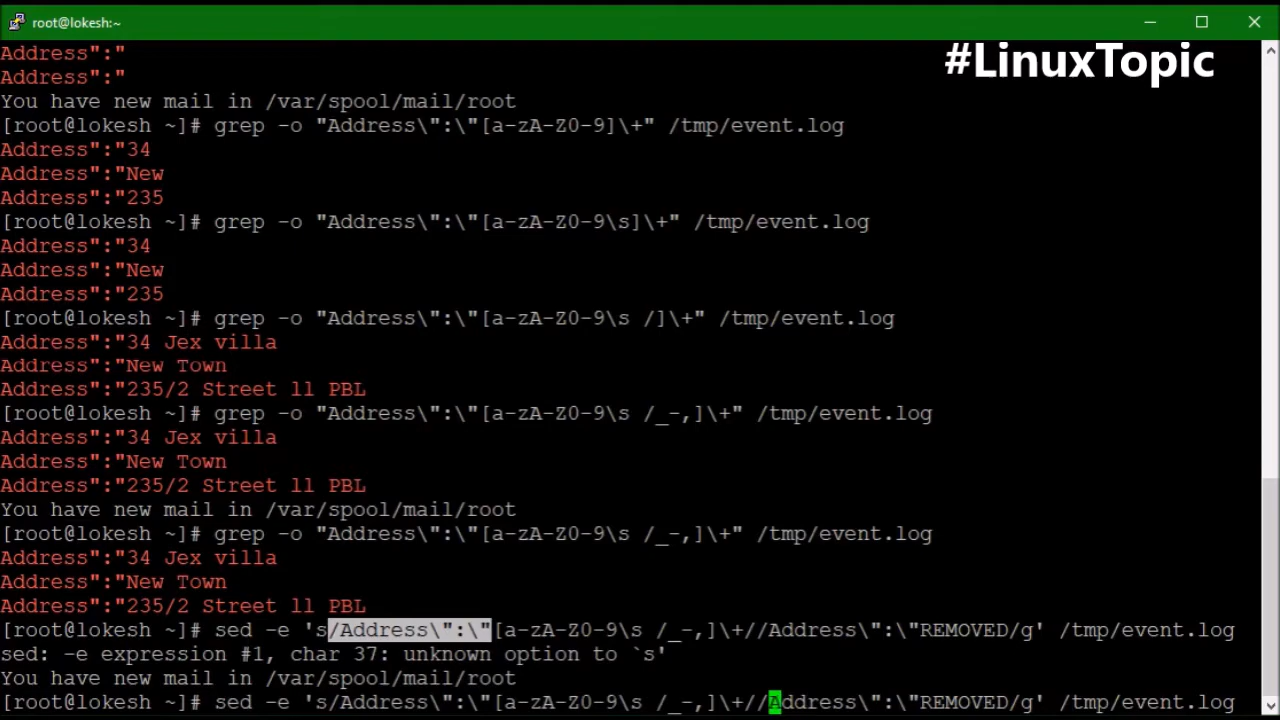 root@lokesh:~
#LinuxTopic
Address":"
Address":"
You have new mail in /var/spool/mail/root
[root@lokesh ~]# grep -o "Address\":\"[a-zA-Z0-9]\+" /tmp/event.log
Address":"34
Address":"New
Address":"235
[root@lokesh ~]# grep -o "Address\":\"[a-zA-Z0-9\s]\+" /tmp/event.log
Address":"34
Address":"New
Address":"235
[root@lokesh ~]# grep -o "Address\":\"[a-zA-Z0-9\s /]\+" /tmp/event.log
Address":"34 Jex villa
Address":"New Town
Address":"235/2 Street ll PBL
[root@lokesh ~]# grep -o "Address\":\"[a-zA-Z0-9\s /_-,]\+" /tmp/event.log
Address":"34 Jex villa
Address":"New Town
Address":"235/2 Street ll PBL
You have new mail in /var/spool/mail/root
[root@lokesh ~]# grep -o "Address\":\"[a-zA-Z0-9\s /_-,]\+" /tmp/event.log
Address":"34 Jex villa
Address":"New Town
Address":"235/2 Street ll PBL
[root@lokesh ~]# sed -e 's/Address\":\"[a-zA-Z0-9\s /_-,]\+//Address\":\"REMOVED/g' /tmp/event.log
sed: -e expression #1, char 37: unknown option to `s'
You have new mail in /var/spool/mail/root
[root@lokesh ~]# sed -e 's/Address\":\"[a-zA-Z0-9\s /_-,]\+//Address\":\"REMOVED/g' /tmp/event.log